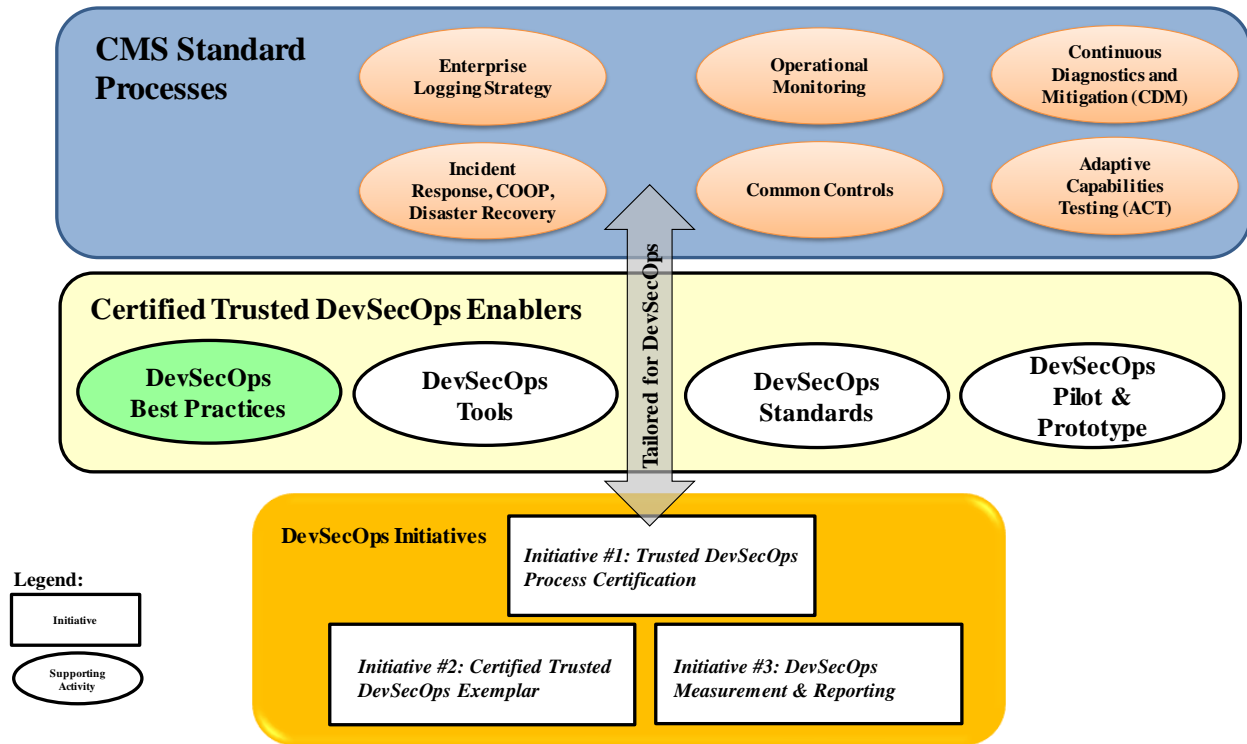 CMS Standard
Processes
Enterprise
Logging Strategy
Operational
Monitoring
Continuous
Diagnostics and
Mitigation (CDM)
Incident
Response, COOP,
Disaster Recovery
Common Controls
Adaptive
Capabilities
Testing (ACT)
Tailored for DevSecOps
Certified Trusted DevSecOps Enablers
DevSecOps
Best Practices
DevSecOps
Tools
DevSecOps
Standards
DevSecOps
Pilot &
Prototype
DevSecOps Initiatives
Initiative #1: Trusted DevSecOps
Process Certification
Initiative #2: Certified Trusted
DevSecOps Exemplar
Initiative #3: DevSecOps
Measurement & Reporting
Legend:
Initiative
Supporting
Activity